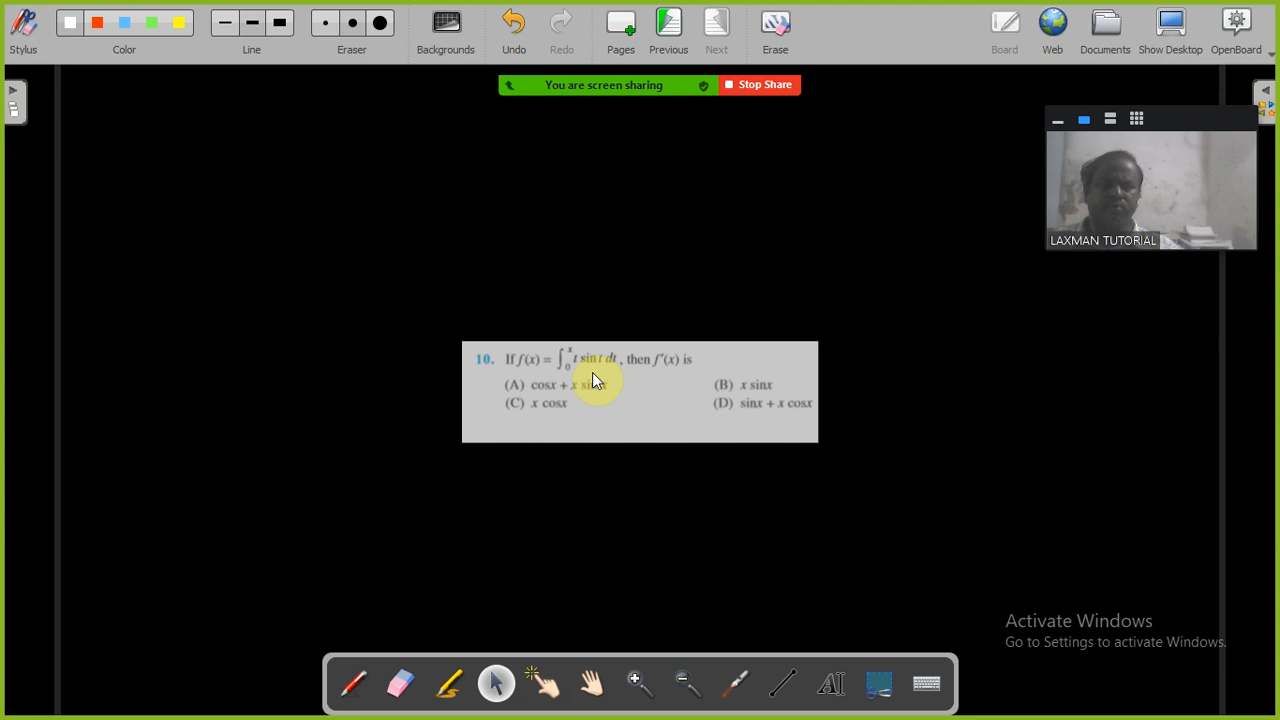 Stylus Color Line Eraser Backgrounds Undo Redo Pages Previous Next Erase Board Web Documents Show Desktop OpenBoard
You are screen sharing Stop Share
LAXMAN TUTORIAL
10. If f(x) = ∫₀ˣ t sin t dt, then f′(x) is
(A) cosx + x sinx (B) x sinx
(C) x cosx (D) sinx + x cosx
Activate Windows
Go to Settings to activate Windows.
AI